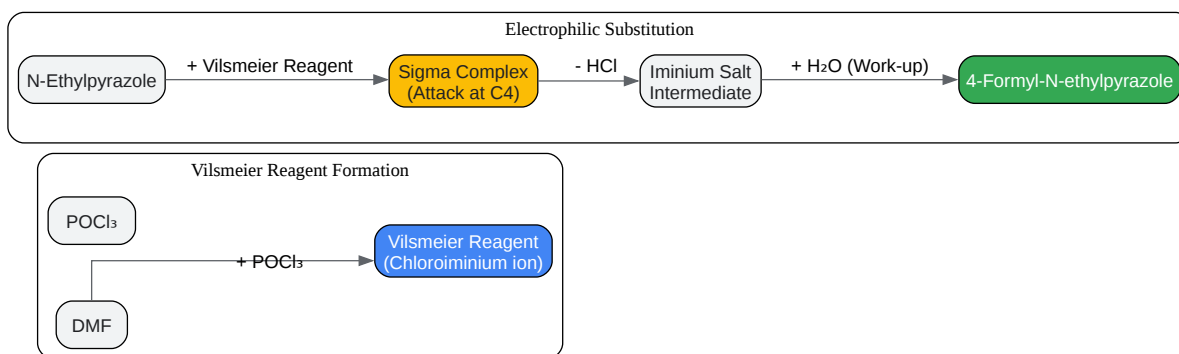 Electrophilic Substitution
N-Ethylpyrazole
+ Vilsmeier Reagent
Sigma Complex
(Attack at C4)
- HCl
Iminium Salt
Intermediate
+ H₂O (Work-up)
4-Formyl-N-ethylpyrazole
Vilsmeier Reagent Formation
POCl₃
+ POCl₃
Vilsmeier Reagent
(Chloroiminium ion)
DMF